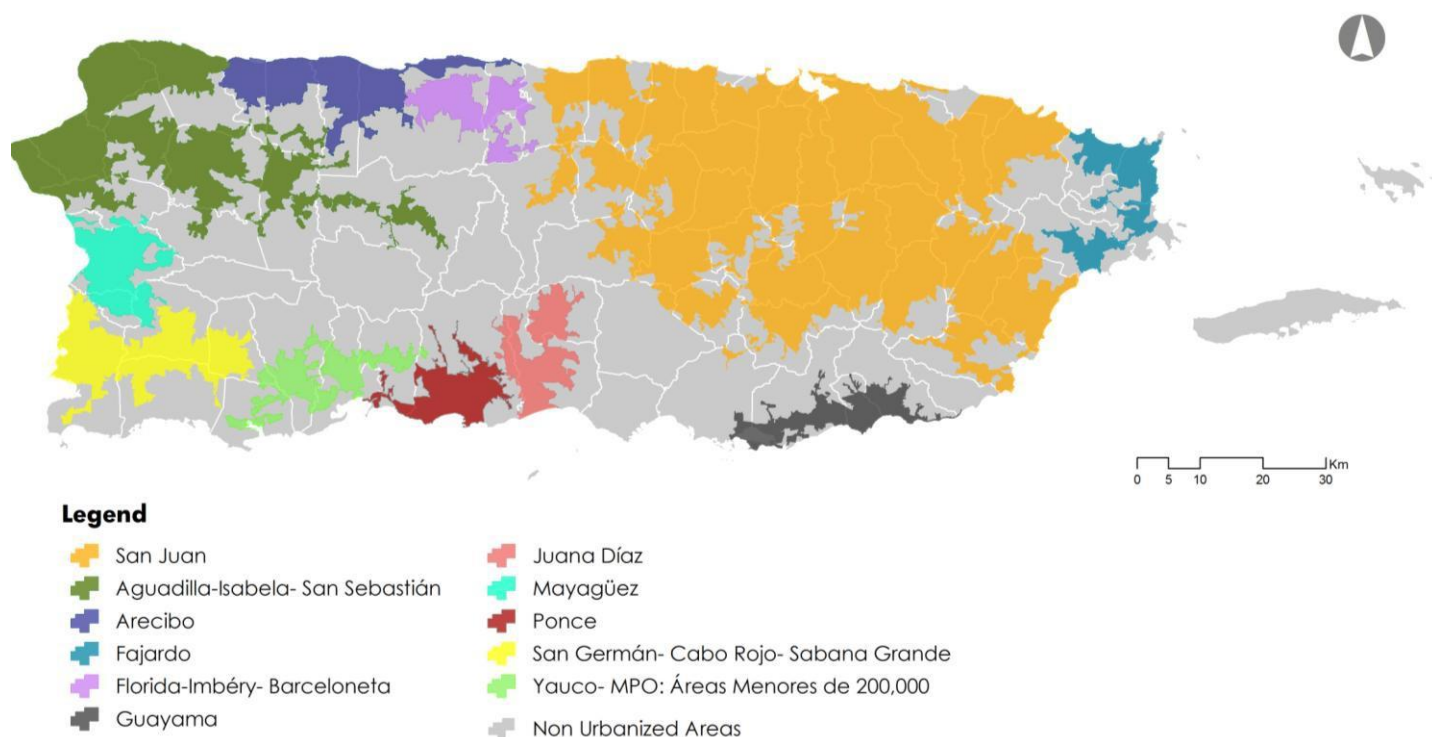 Km
0 5 10 20 30
Legend
San Juan
Aguadilla-Isabela- San Sebastián
Arecibo
Fajardo
Florida-Imbéry- Barceloneta
Guayama
Juana Díaz
Mayagüez
Ponce
San Germán- Cabo Rojo- Sabana Grande
Yauco- MPO: Áreas Menores de 200,000
Non Urbanized Areas